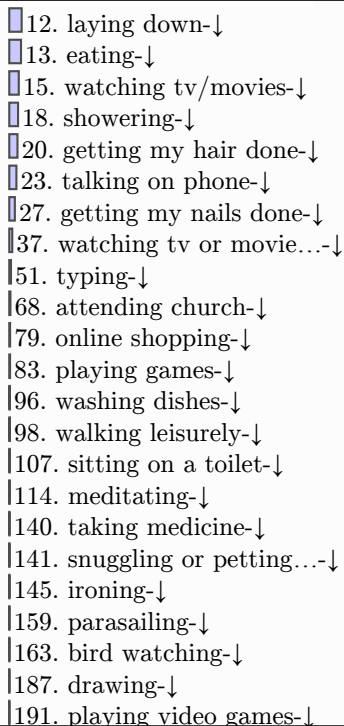 12. laying down-↓
13. eating-↓
15. watching tv/movies-↓
18. showering-↓
20. getting my hair done-↓
23. talking on phone-↓
27. getting my nails done-↓
37. watching tv or movie...-↓
51. typing-↓
68. attending church-↓
79. online shopping-↓
83. playing games-↓
96. washing dishes-↓
98. walking leisurely-↓
107. sitting on a toilet-↓
114. meditating-↓
140. taking medicine-↓
141. snuggling or petting...-↓
145. ironing-↓
159. parasailing-↓
163. bird watching-↓
187. drawing-↓
191. playing video games-↓